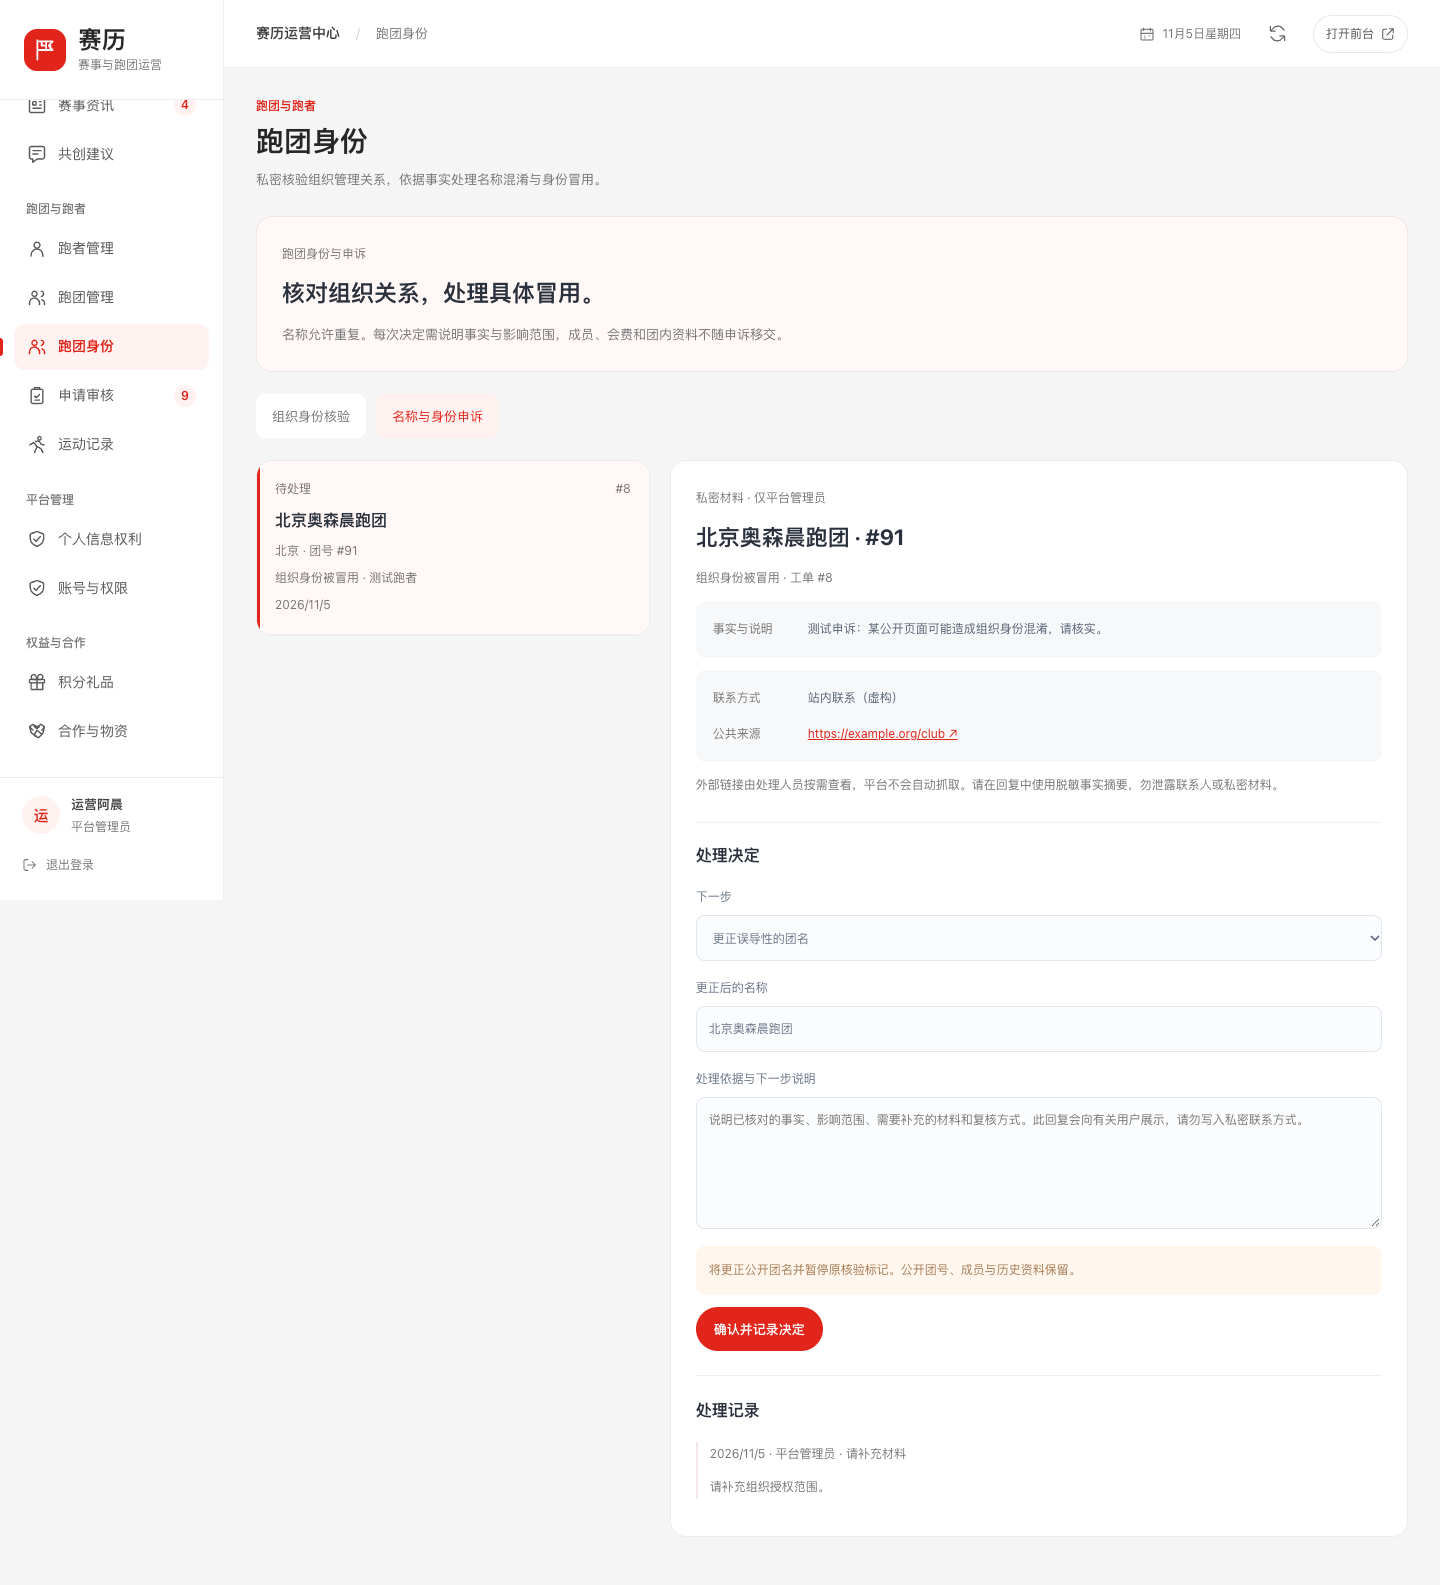 赛历
赛事与跑团运营
赛事资讯 4
共创建议
跑团与跑者
跑者管理
跑团管理
跑团身份
申请审核 9
运动记录
平台管理
个人信息权利
账号与权限
权益与合作
积分礼品
合作与物资
运
运营阿晨
平台管理员
退出登录
赛历运营中心 / 跑团身份
11月5日星期四
打开前台
跑团与跑者
跑团身份
私密核验组织管理关系，依据事实处理名称混淆与身份冒用。
跑团身份与申诉
核对组织关系，处理具体冒用。
名称允许重复。每次决定需说明事实与影响范围，成员、会费和团内资料不随申诉移交。
组织身份核验
名称与身份申诉
待处理 #8
北京奥森晨跑团
北京 · 团号 #91
组织身份被冒用 · 测试跑者
2026/11/5
私密材料 · 仅平台管理员
北京奥森晨跑团 · #91
组织身份被冒用 · 工单 #8
事实与说明 测试申诉：某公开页面可能造成组织身份混淆，请核实。
联系方式 站内联系（虚构）
公共来源 https://example.org/club ↗
外部链接由处理人员按需查看，平台不会自动抓取。请在回复中使用脱敏事实摘要，勿泄露联系人或私密材料。
处理决定
下一步
更正误导性的团名
更正后的名称
北京奥森晨跑团
处理依据与下一步说明
说明已核对的事实、影响范围、需要补充的材料和复核方式。此回复会向有关用户展示，请勿写入私密联系方式。
将更正公开团名并暂停原核验标记。公开团号、成员与历史资料保留。
确认并记录决定
处理记录
2026/11/5 · 平台管理员 · 请补充材料
请补充组织授权范围。